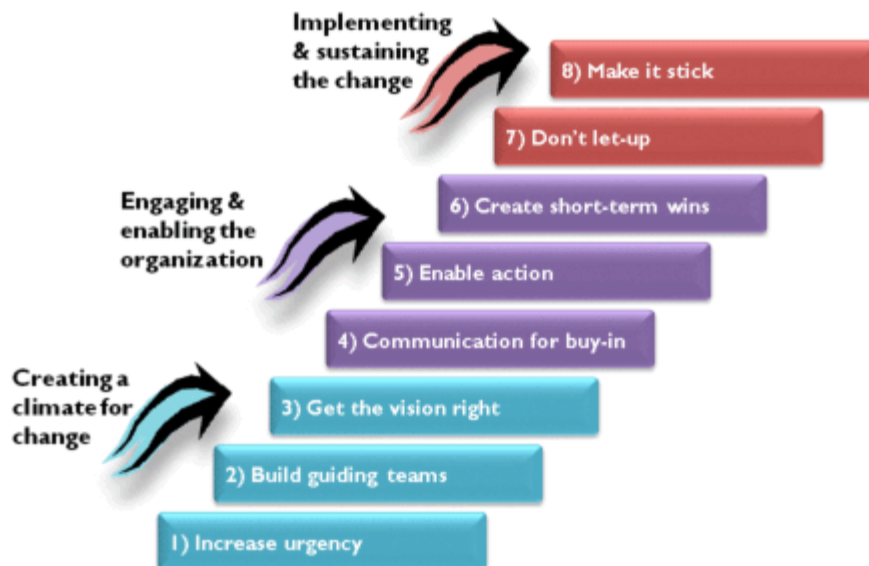 Implementing
& sustaining
the change
8) Make it stick
7) Don't let-up
Engaging &
enabling the
organization
6) Create short-term wins
5) Enable action
4) Communication for buy-in
Creating a
climate for
change
3) Get the vision right
2) Build guiding teams
1) Increase urgency